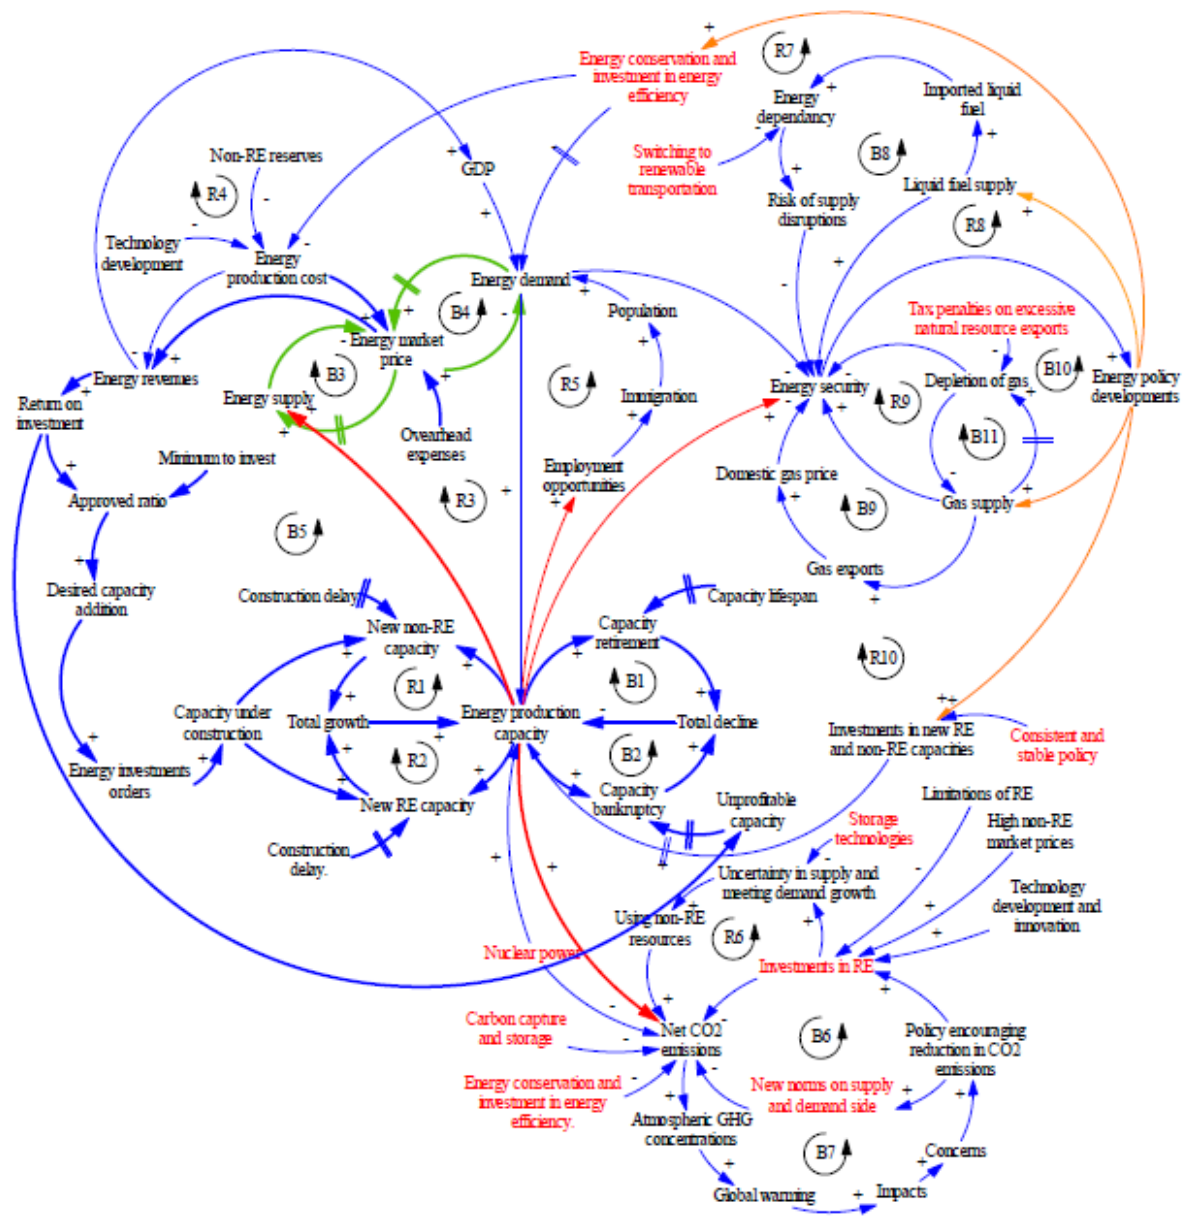 Energy conservation and
investment in energy
efficiency
R7
Energy
dependancy
Imported liquid
fuel
Non-RE reserves
GDP
Switching to
renewable
transportation
B8
Liquid fuel supply
R4
Risk of supply
disruptions
R8
Technology
development
Energy
production cost
Energy demand
Population
Tax penalties on excessive
natural resource exports
B4
Energy market
price
B3
Energy revenues
R5
Energy security
Depletion of gas
B10
Energy policy
developments
Return on
investment
Energy supply
Immigration
R9
Ovearhead
expenses
B11
Minimum to invest
Employment
opportunities
Domestic gas price
Approved ratio
R3
B9
Gas supply
B5
Gas exports
Desired capacity
addition
Construction delay
Capacity lifespan
New non-RE
capacity
Capacity
retirement
R10
R1
B1
Capacity under
construction
Total growth
Energy production
capacity
Total decline
Investments in new RE
and non-RE capacities
Consistent and
stable policy
R2
B2
Energy investments
orders
New RE capacity
Capacity
bankruptcy
Unprofitable
capacity
Limitations of RE
Storage
technologies
High non-RE
market prices
Construction
delay.
Uncertainty in supply and
meeting demand growth
Technology
development and
innovation
Using non-RE
resources
R6
Nuclear power
Investments in RE
Carbon capture
and storage
Net CO2
emissions
B6
Policy encouraging
reduction in CO2
emissions
Energy conservation and
investment in energy
efficiency.
New norms on supply
and demand side
Atmospheric GHG
concentrations
B7
Concerns
Global warming
Impacts